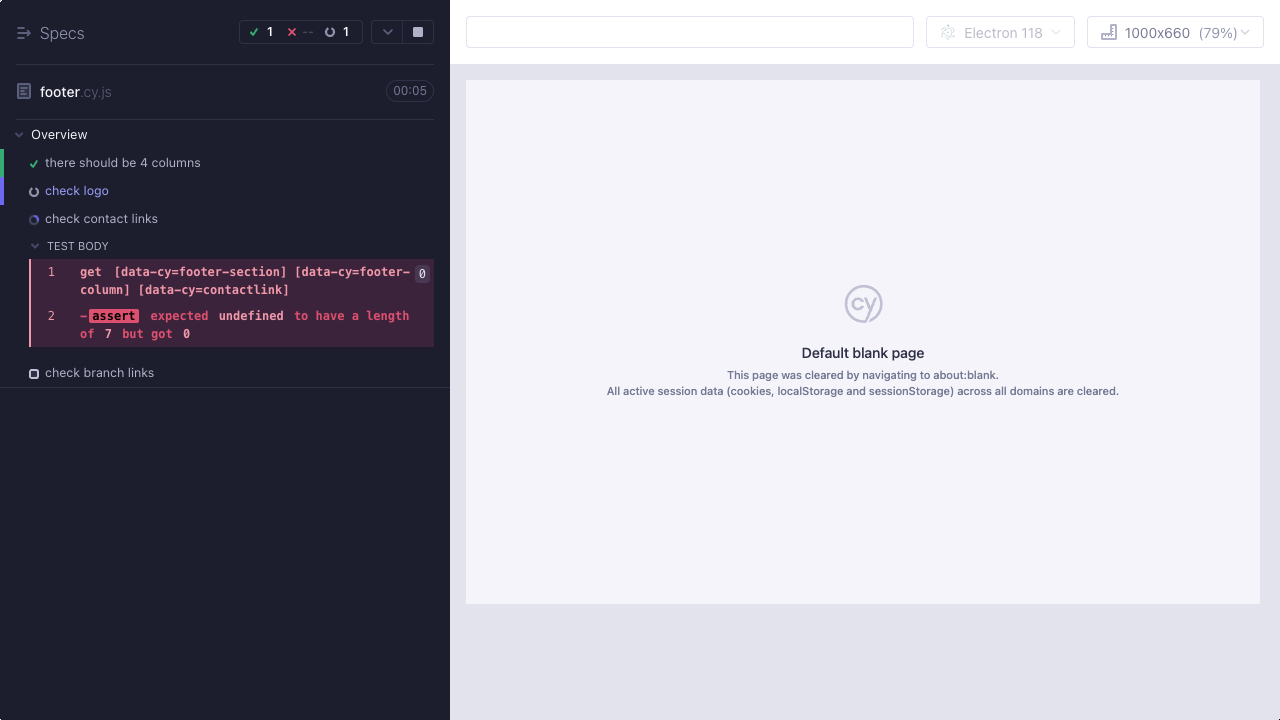 Specs
1 -- 1
footer.cy.js 00:05
Overview
there should be 4 columns
check logo
check contact links
TEST BODY
1 get [data-cy=footer-section] [data-cy=footer- 0
column] [data-cy=contactlink]
2 -assert expected undefined to have a length
of 7 but got 0
check branch links
Electron 118
1000x660 (79%)
cy
Default blank page
This page was cleared by navigating to about:blank.
All active session data (cookies, localStorage and sessionStorage) across all domains are cleared.